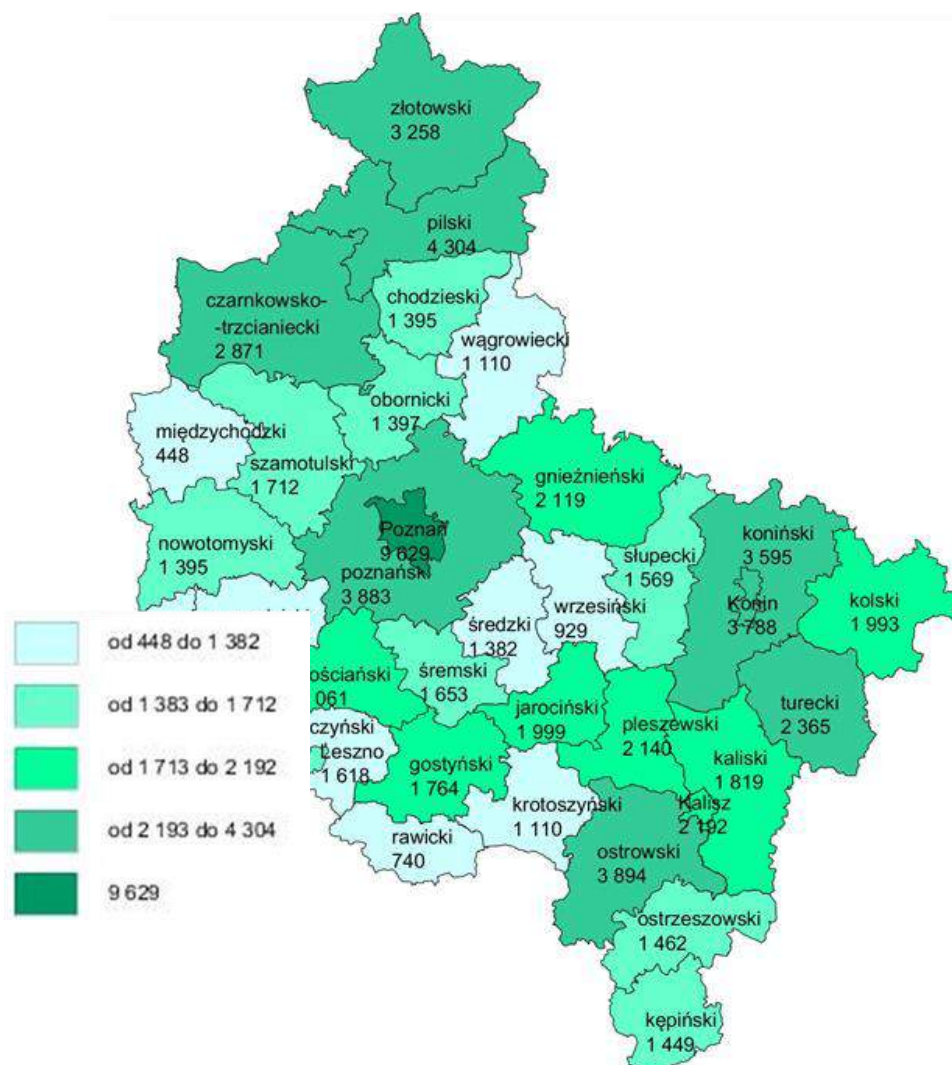 złotowski
3 258
pilski
4 304
czarnkowsko-
-trzcianiecki
2 871
chodzieski
1 395
wągrowiecki
1 110
międzychodzki
448
szamotulski
1 712
obornicki
1 397
gnieźnieński
2 119
nowotomyski
1 395
Poznań
9 629
poznański
3 883
średzki
1 382
wrzesiński
929
słupecki
1 569
koniński
3 595
Konin
3 788
kolski
1 993
ościański
061
śremski
1 653
jarociński
1 999
pleszewski
2 140
turecki
2 365
kaliski
1 819
czyński
Leszno
1 618
gostyński
1 764
krotoszyński
1 110
Kalisz
2 192
rawicki
740
ostrowski
3 894
ostrzeszowski
1 462
kępiński
1 449
od 448 do 1 382
od 1 383 do 1 712
od 1 713 do 2 192
od 2 193 do 4 304
9 629